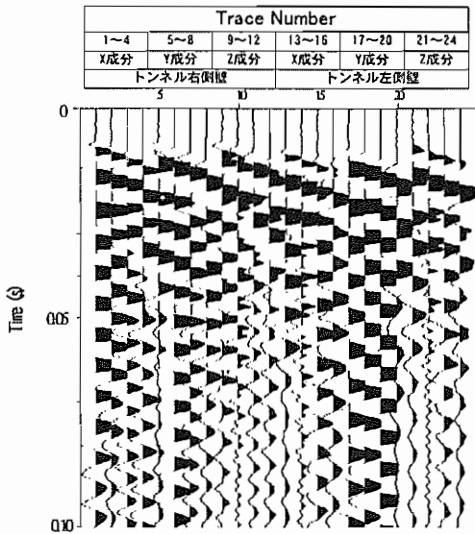 Trace Number
1～4 5～8 9～12 13～16 17～20 21～24
X成分 Y成分 Z成分 X成分 Y成分 Z成分
トンネル右側壁 トンネル左側壁
5 10 15 20
0
0.05
0.10
Time (s)